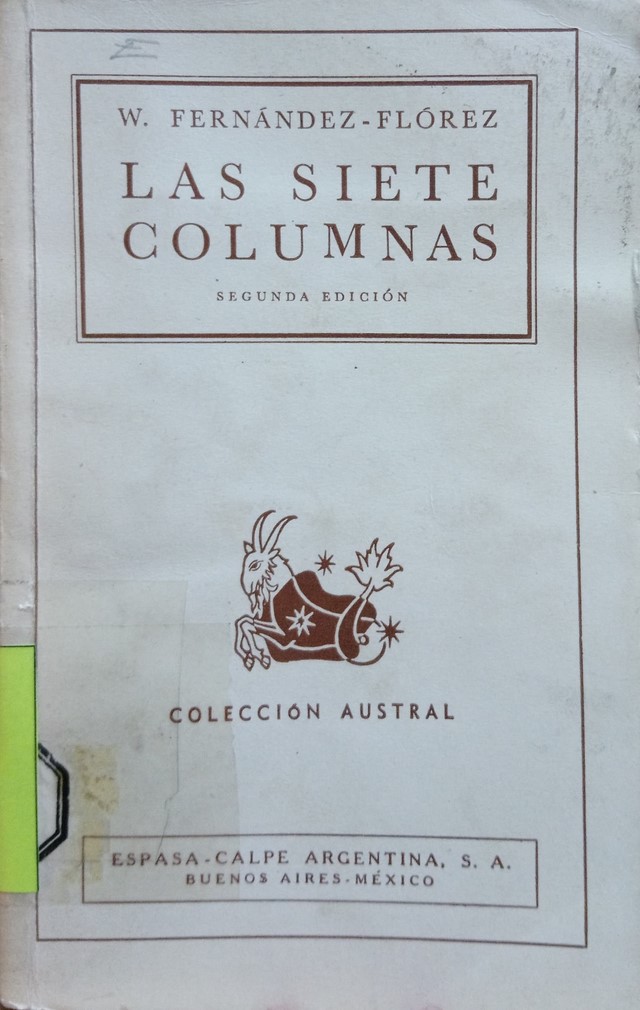 E
W. FERNÁNDEZ-FLÓREZ
LAS SIETE
COLUMNAS
SEGUNDA EDICIÓN
COLECCIÓN AUSTRAL
ESPASA-CALPE ARGENTINA, S. A.
BUENOS AIRES-MÉXICO